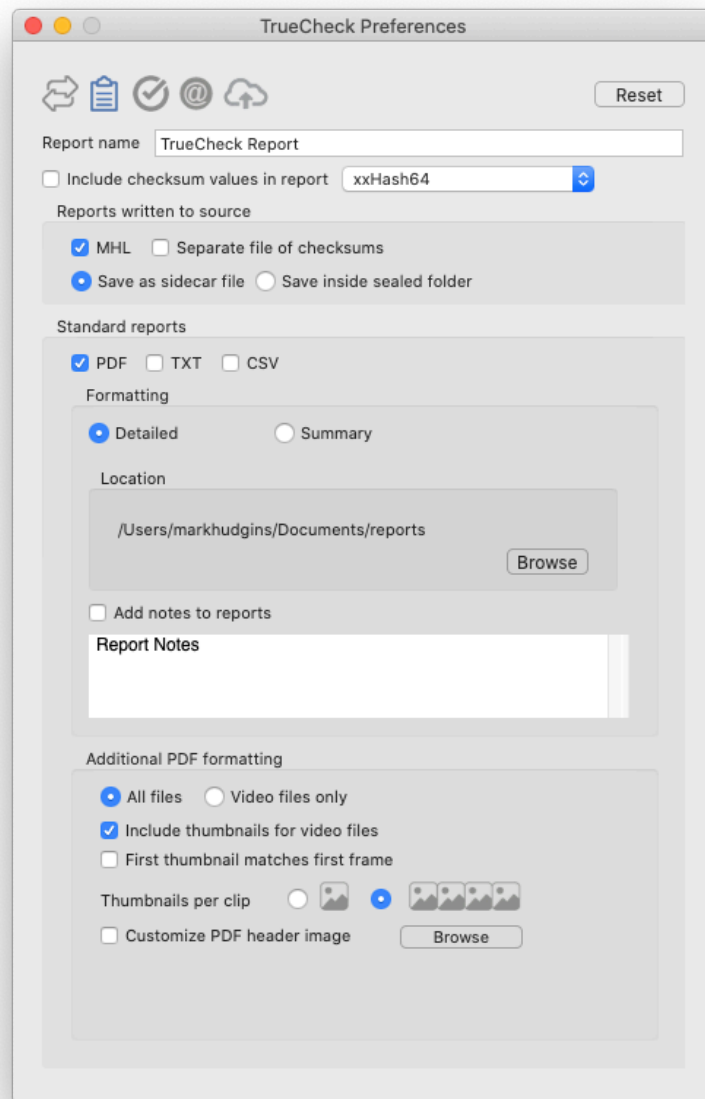 TrueCheck Preferences
@
Reset
Report name TrueCheck Report
Include checksum values in report xxHash64
Reports written to source
MHL Separate file of checksums
Save as sidecar file Save inside sealed folder
Standard reports
PDF TXT CSV
Formatting
Detailed Summary
Location
/Users/markhudgins/Documents/reports
Browse
Add notes to reports
Report Notes
Additional PDF formatting
All files Video files only
Include thumbnails for video files
First thumbnail matches first frame
Thumbnails per clip
Customize PDF header image Browse